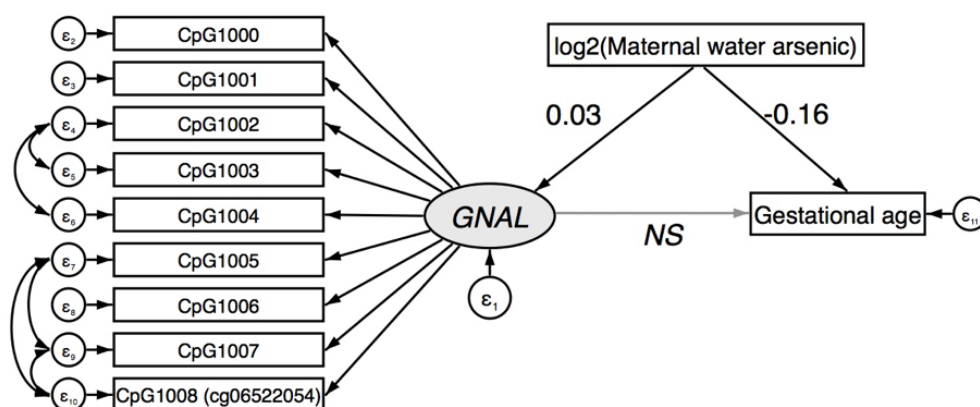 ε2 CpG1000
ε3 CpG1001
ε4 CpG1002
ε5 CpG1003
ε6 CpG1004
ε7 CpG1005
ε8 CpG1006
ε9 CpG1007
ε10 CpG1008 (cg06522054)
GNAL
ε1
log2(Maternal water arsenic)
0.03
-0.16
NS
Gestational age
ε11